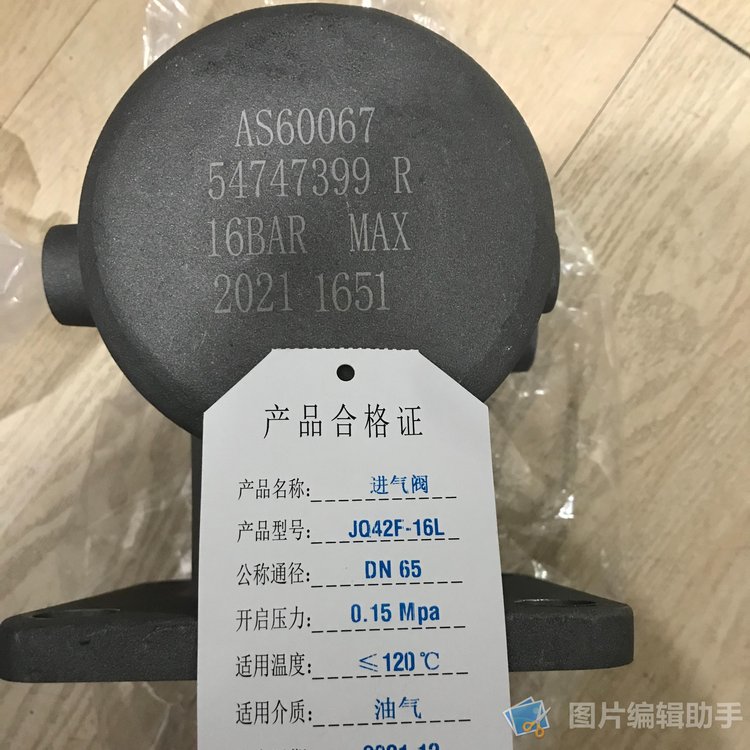 AS60067
54747399 R
16BAR MAX
2021 1651
产品合格证
产品名称: 进气阀
产品型号: JQ42F-16L
公称通径: DN 65
开启压力: 0.15 Mpa
适用温度: ≤120℃
适用介质: 油气
2021.12
图片编辑助手